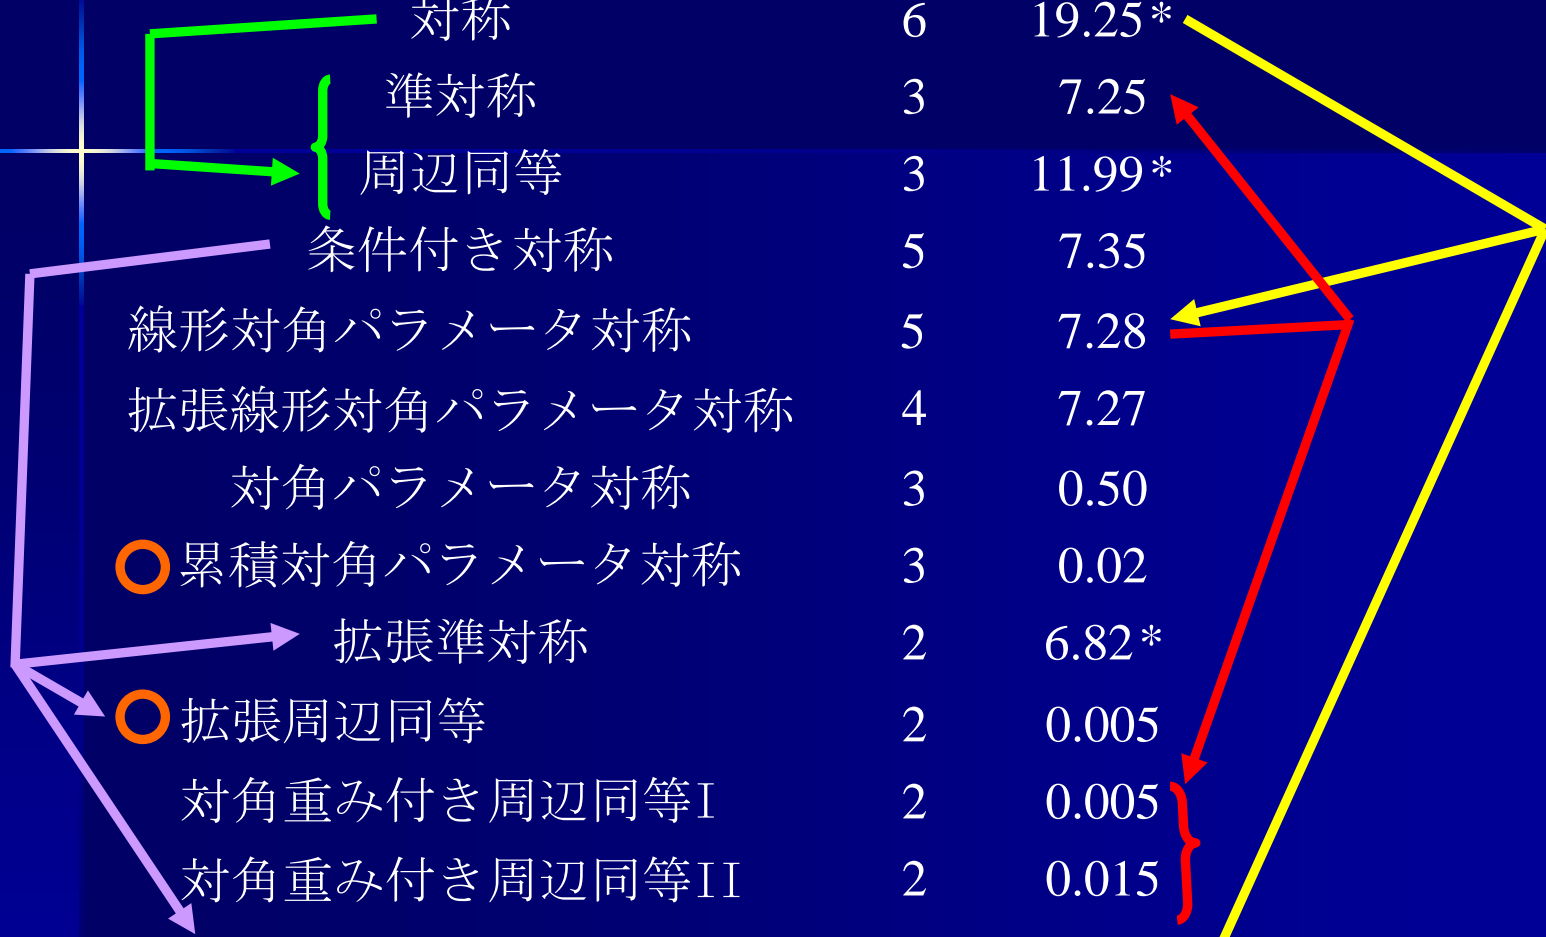 対称 6 19.25*
準対称 3 7.25
周辺同等 3 11.99*
条件付き対称 5 7.35
線形対角パラメータ対称 5 7.28
拡張線形対角パラメータ対称 4 7.27
対角パラメータ対称 3 0.50
累積対角パラメータ対称 3 0.02
拡張準対称 2 6.82*
拡張周辺同等 2 0.005
対角重み付き周辺同等I 2 0.005
対角重み付き周辺同等II 2 0.015